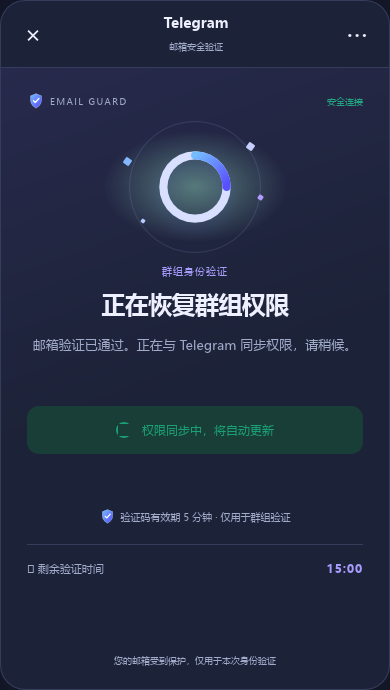 Telegram
邮箱安全验证
EMAIL GUARD
安全连接
群组身份验证
正在恢复群组权限
邮箱验证已通过。正在与 Telegram 同步权限，请稍候。
权限同步中，将自动更新
验证码有效期 5 分钟 · 仅用于群组验证
剩余验证时间 15:00
您的邮箱受到保护，仅用于本次身份验证